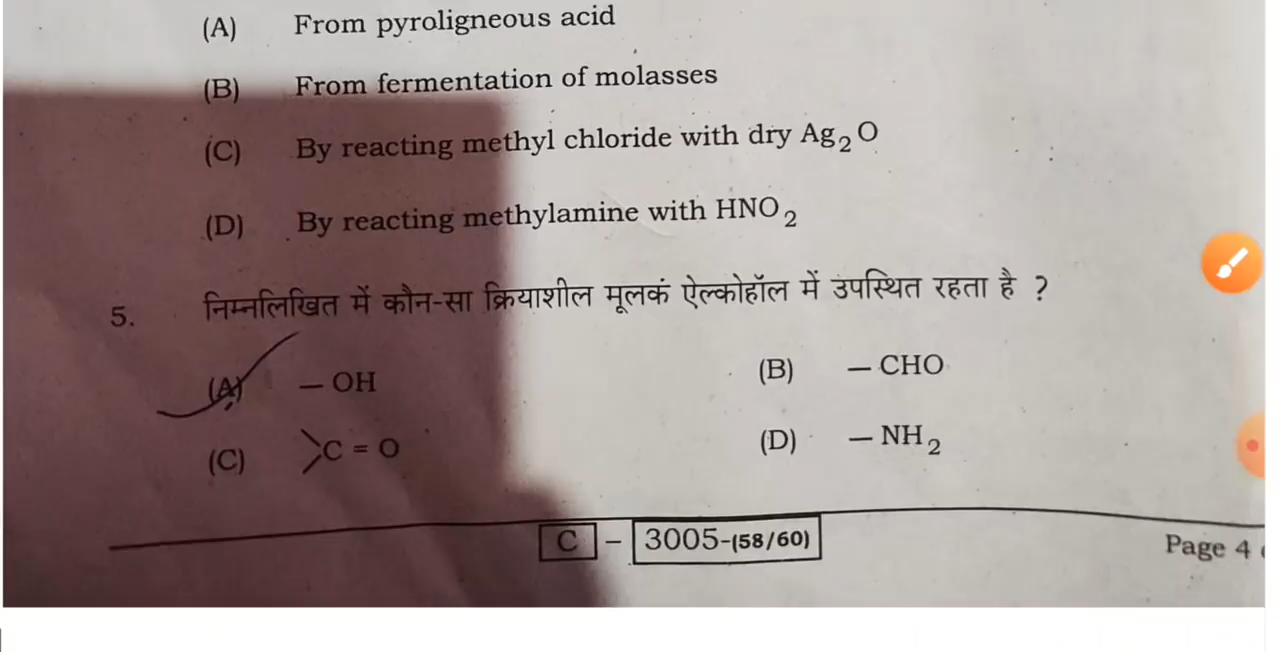 (A) From pyroligneous acid
(B) From fermentation of molasses
(C) By reacting methyl chloride with dry Ag₂O
(D) By reacting methylamine with HNO₂
5. निम्नलिखित में कौन-सा क्रियाशील मूलकं ऐल्कोहॉल में उपस्थित रहता है ?
(A) – OH (B) – CHO
(C) >C = O (D) – NH₂
C – 3005-(58/60)
Page 4